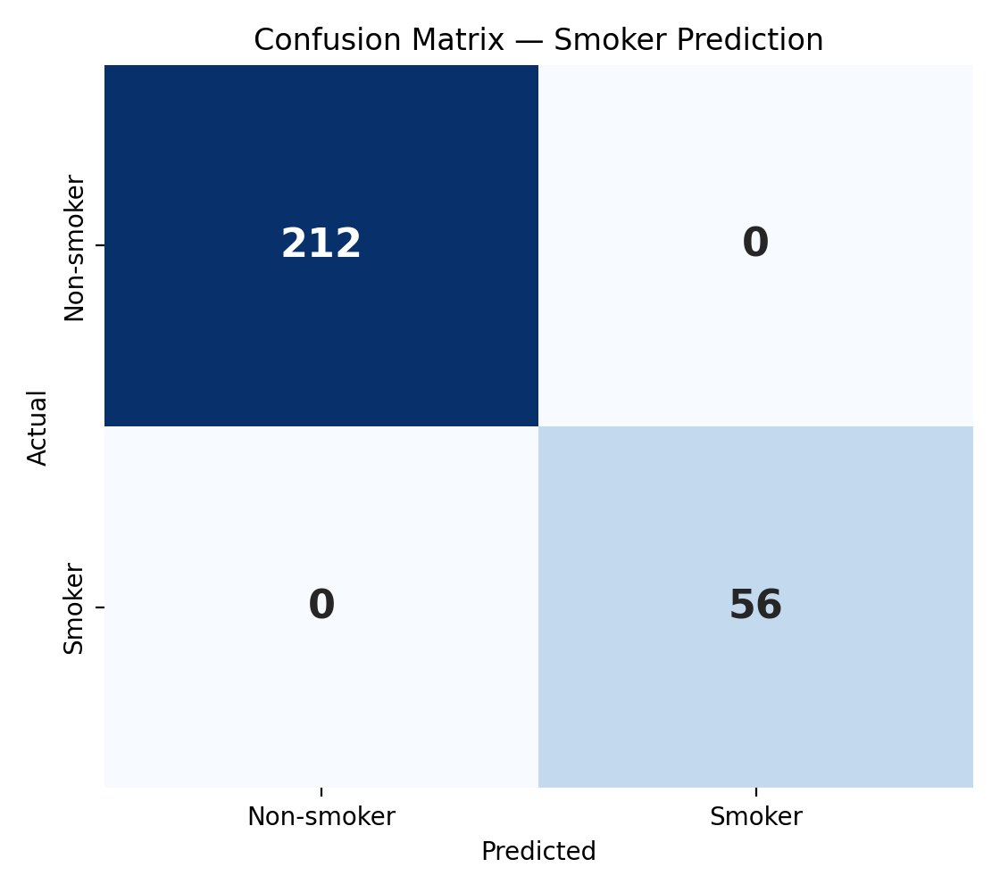 Confusion Matrix — Smoker Prediction
Actual
Non-smoker
212
0
Smoker
0
56
Non-smoker
Smoker
Predicted